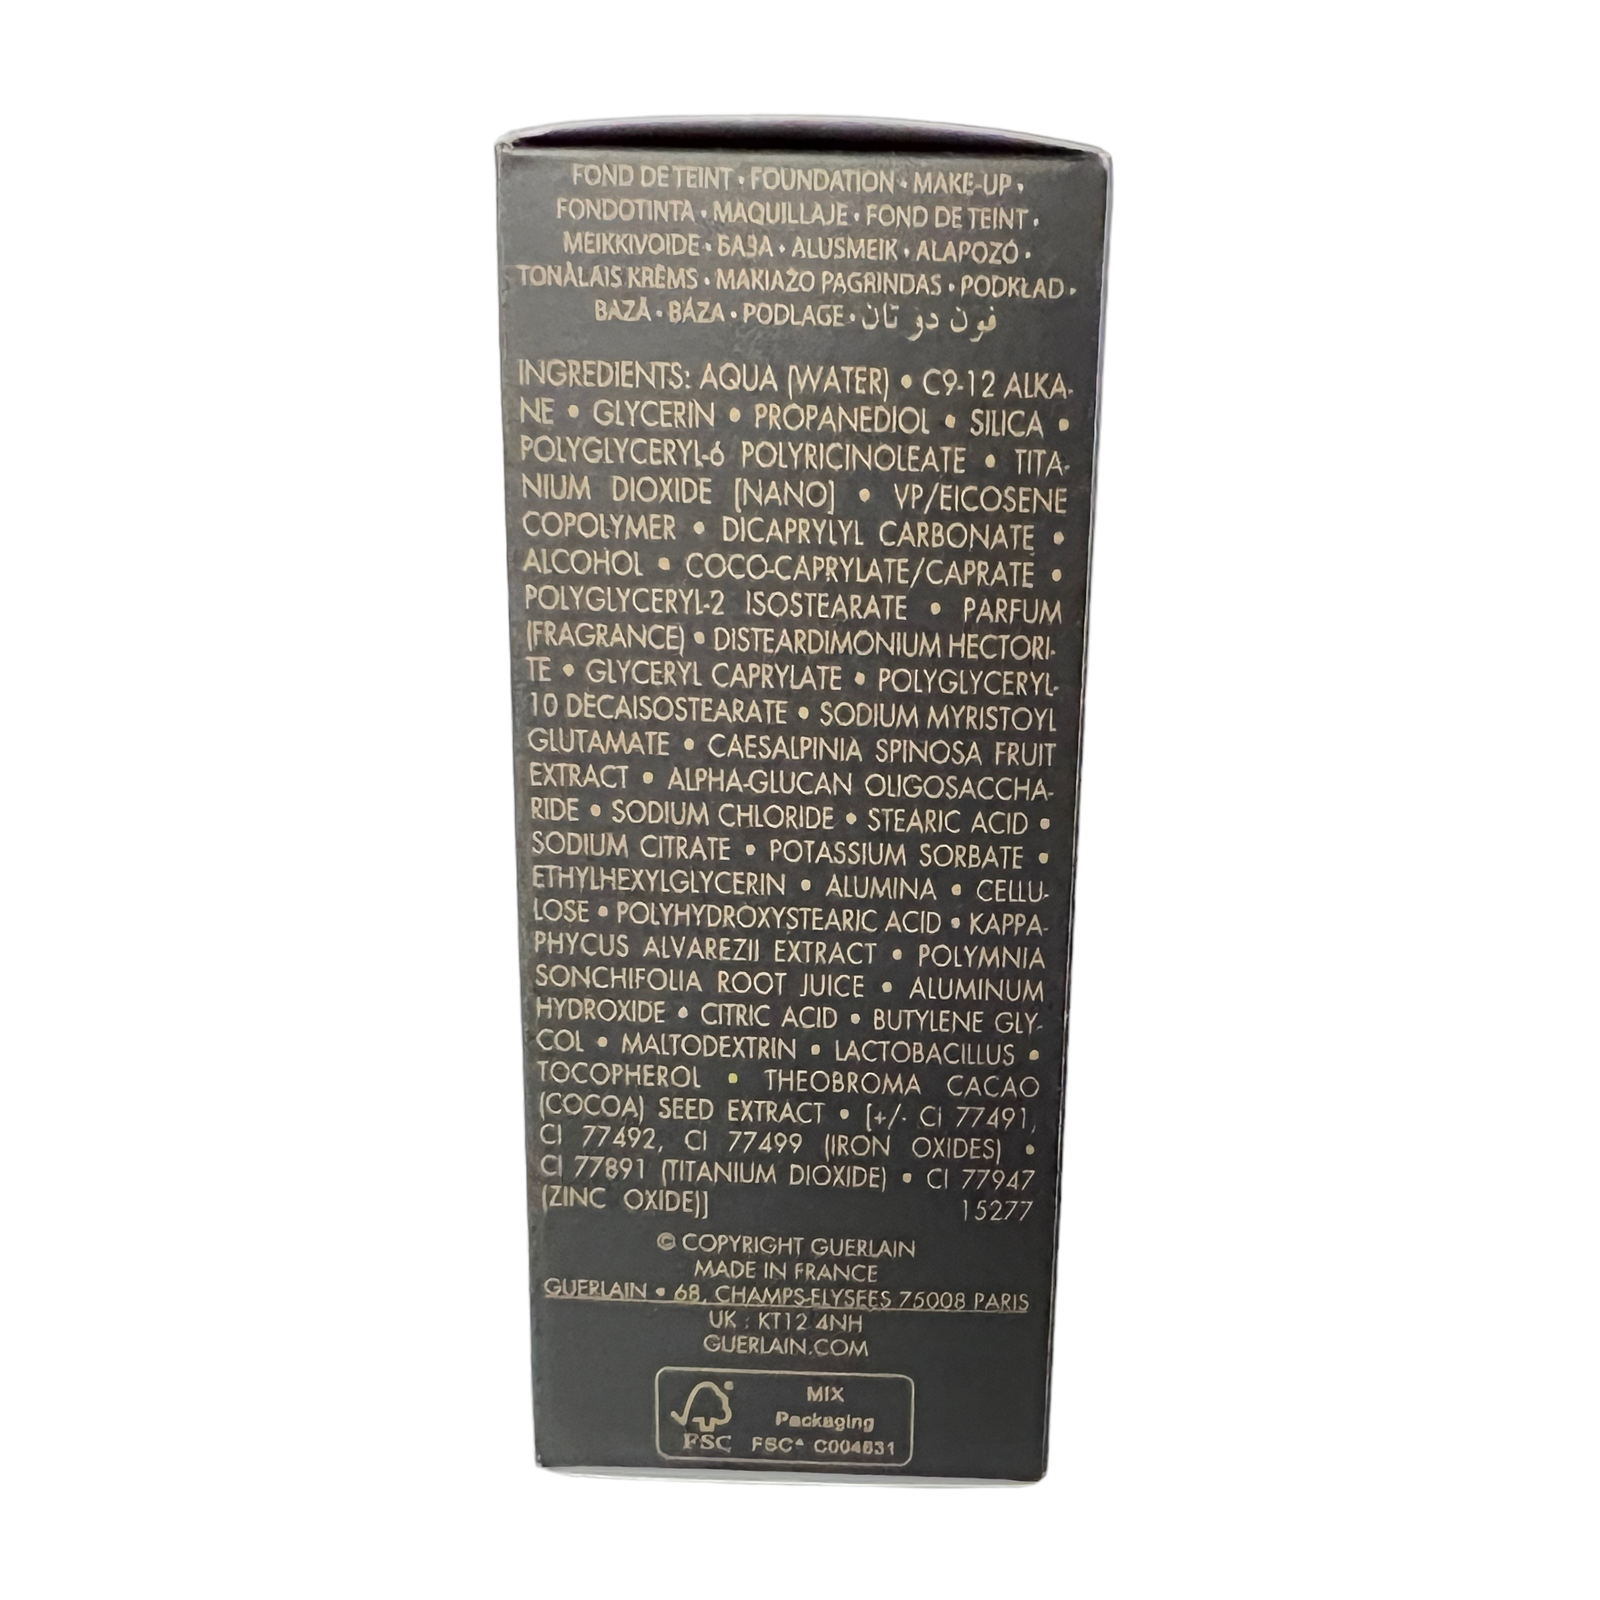 FOND DE TEINT • FOUNDATION • MAKE-UP •
FONDOTINTA • MAQUILLAJE • FOND DE TEINT •
MEIKKIVOIDE • БАЗА • ALUSMEIK • ALAPOZÓ •
TONĀLAIS KRĒMS • MAKIAŽO PAGRINDAS • PODKŁAD •
BAZĂ • BÁZA • PODLAGE • فون دو تان
INGREDIENTS: AQUA (WATER) • C9-12 ALKA-
NE • GLYCERIN • PROPANEDIOL • SILICA •
POLYGLYCERYL-6 POLYRICINOLEATE • TITA-
NIUM DIOXIDE [NANO] • VP/EICOSENE
COPOLYMER • DICAPRYLYL CARBONATE •
ALCOHOL • COCO-CAPRYLATE/CAPRATE •
POLYGLYCERYL-2 ISOSTEARATE • PARFUM
(FRAGRANCE) • DISTEARDIMONIUM HECTORI-
TE • GLYCERYL CAPRYLATE • POLYGLYCERYL-
10 DECAISOSTEARATE • SODIUM MYRISTOYL
GLUTAMATE • CAESALPINIA SPINOSA FRUIT
EXTRACT • ALPHA-GLUCAN OLIGOSACCHA-
RIDE • SODIUM CHLORIDE • STEARIC ACID •
SODIUM CITRATE • POTASSIUM SORBATE •
ETHYLHEXYLGLYCERIN • ALUMINA • CELLU-
LOSE • POLYHYDROXYSTEARIC ACID • KAPPA-
PHYCUS ALVAREZII EXTRACT • POLYMNIA
SONCHIFOLIA ROOT JUICE • ALUMINUM
HYDROXIDE • CITRIC ACID • BUTYLENE GLY-
COL • MALTODEXTRIN • LACTOBACILLUS •
TOCOPHEROL • THEOBROMA CACAO
(COCOA) SEED EXTRACT • [+/- CI 77491,
CI 77492, CI 77499 (IRON OXIDES) •
CI 77891 (TITANIUM DIOXIDE) • CI 77947
(ZINC OXIDE)] 15277
© COPYRIGHT GUERLAIN
MADE IN FRANCE
GUERLAIN • 68, CHAMPS-ELYSEES 75008 PARIS
UK : KT12 4NH
GUERLAIN.COM
MIX
Packaging
FSC FSC® C004831